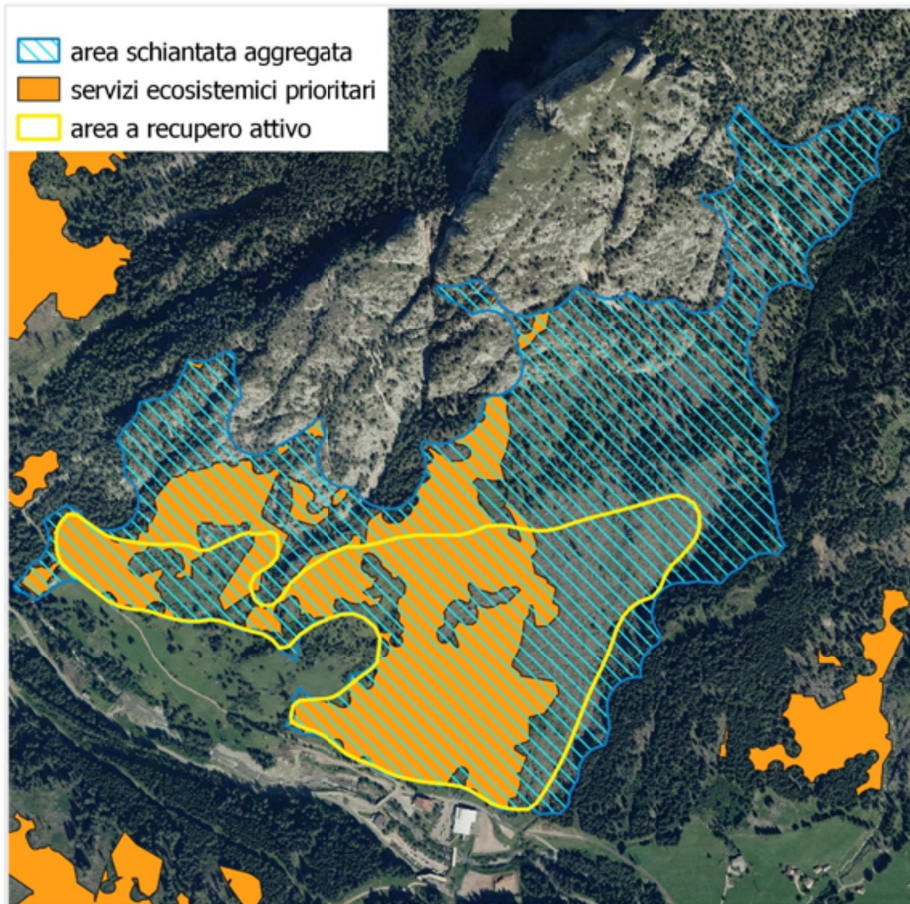 area schiantata aggregata
servizi ecosistemici prioritari
area a recupero attivo